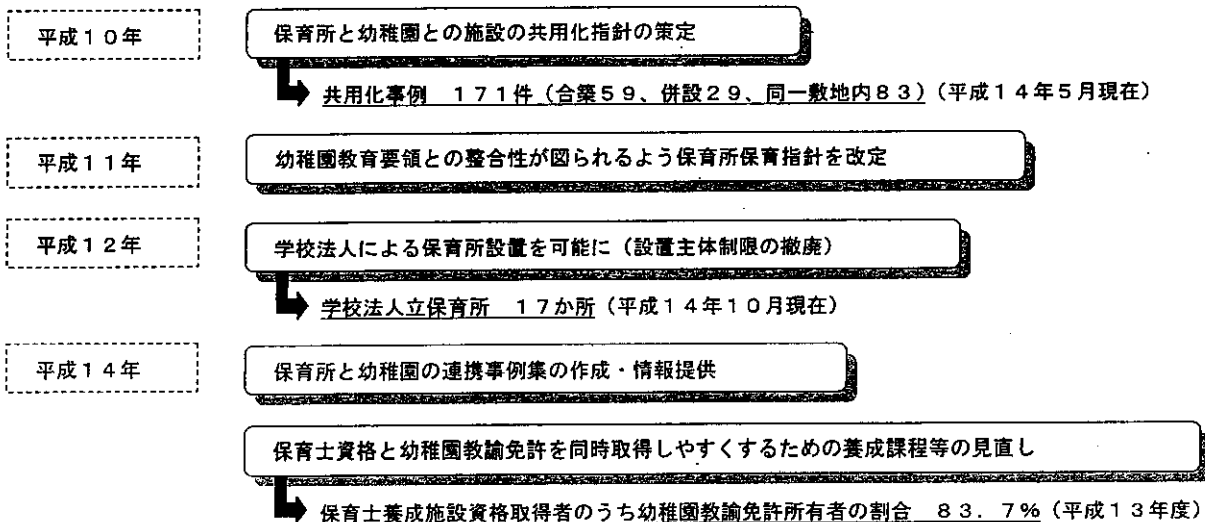 平成１０年
保育所と幼稚園との施設の共用化指針の策定
共用化事例　１７１件（合築５９、併設２９、同一敷地内８３）（平成１４年５月現在）
平成１１年
幼稚園教育要領との整合性が図られるよう保育所保育指針を改定
平成１２年
学校法人による保育所設置を可能に（設置主体制限の撤廃）
学校法人立保育所　１７か所（平成１４年１０月現在）
平成１４年
保育所と幼稚園の連携事例集の作成・情報提供
保育士資格と幼稚園教諭免許を同時取得しやすくするための養成課程等の見直し
保育士養成施設資格取得者のうち幼稚園教諭免許所有者の割合　８３．７％（平成１３年度）